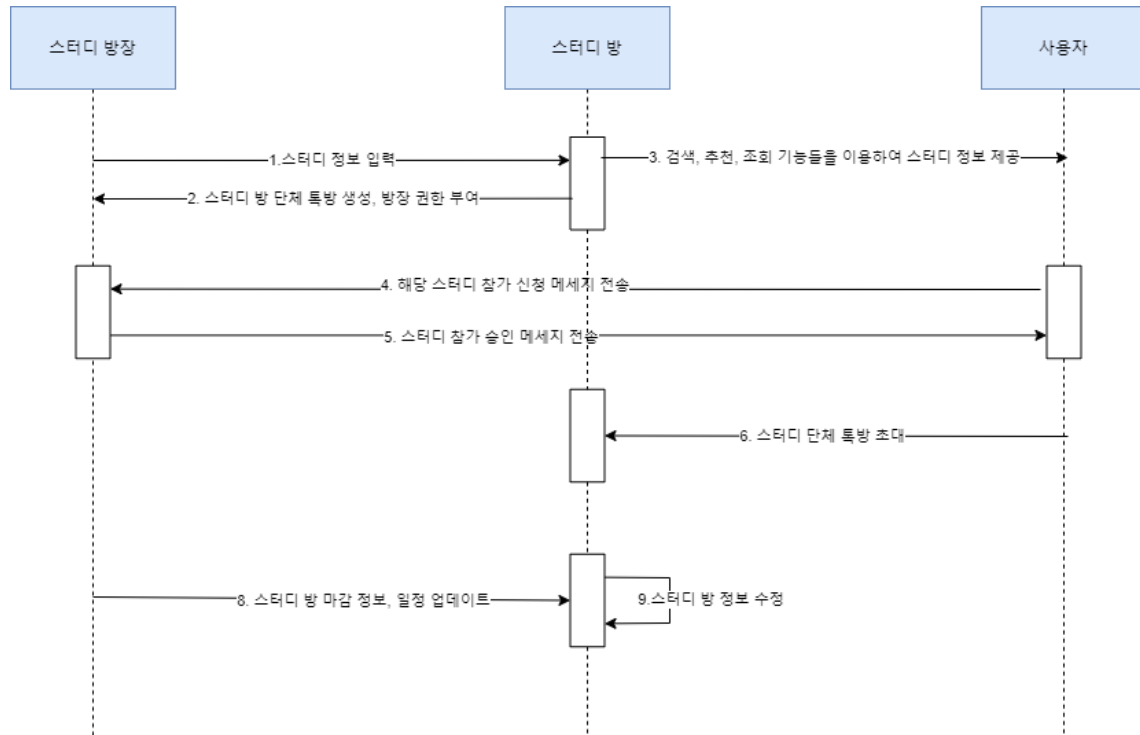 스터디 방장
스터디 방
사용자
1.스터디 정보 입력
3. 검색, 추천, 조회 기능들을 이용하여 스터디 정보 제공
2. 스터디 방 단체 톡방 생성, 방장 권한 부여
4. 해당 스터디 참가 신청 메세지 전송
5. 스터디 참가 승인 메세지 전송
6. 스터디 단체 톡방 초대
8. 스터디 방 마감 정보, 일정 업데이트
9.스터디 방 정보 수정